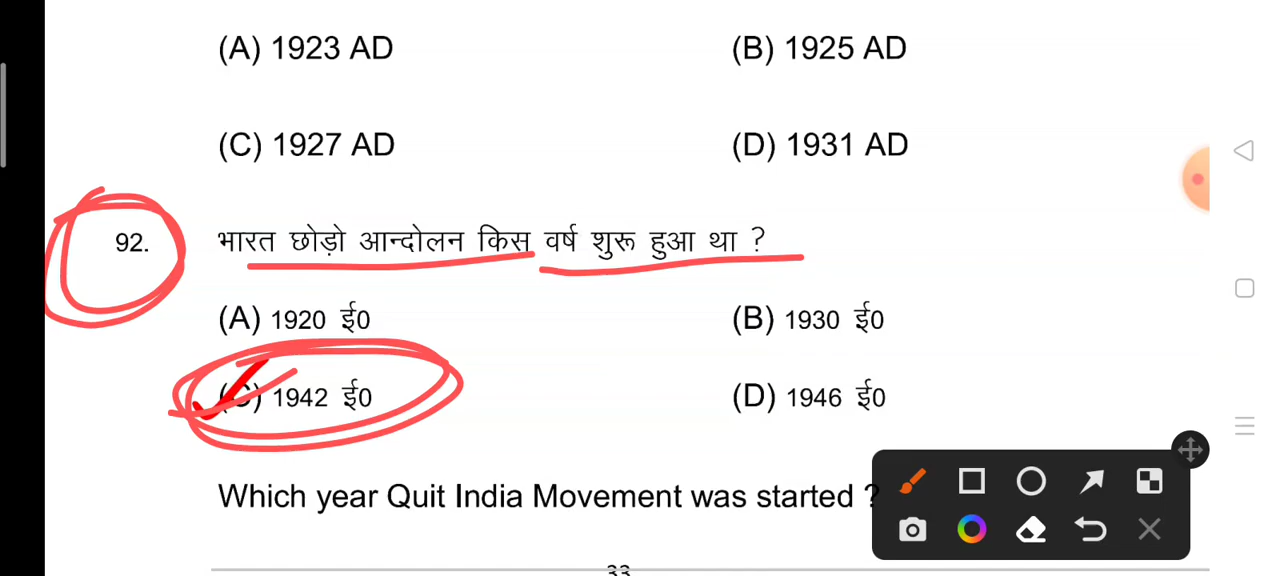 (A) 1923 AD (B) 1925 AD
(C) 1927 AD (D) 1931 AD
92. भारत छोड़ो आन्दोलन किस वर्ष शुरू हुआ था ?
(A) 1920 ई0 (B) 1930 ई0
(C) 1942 ई0 (D) 1946 ई0
Which year Quit India Movement was started ?
33